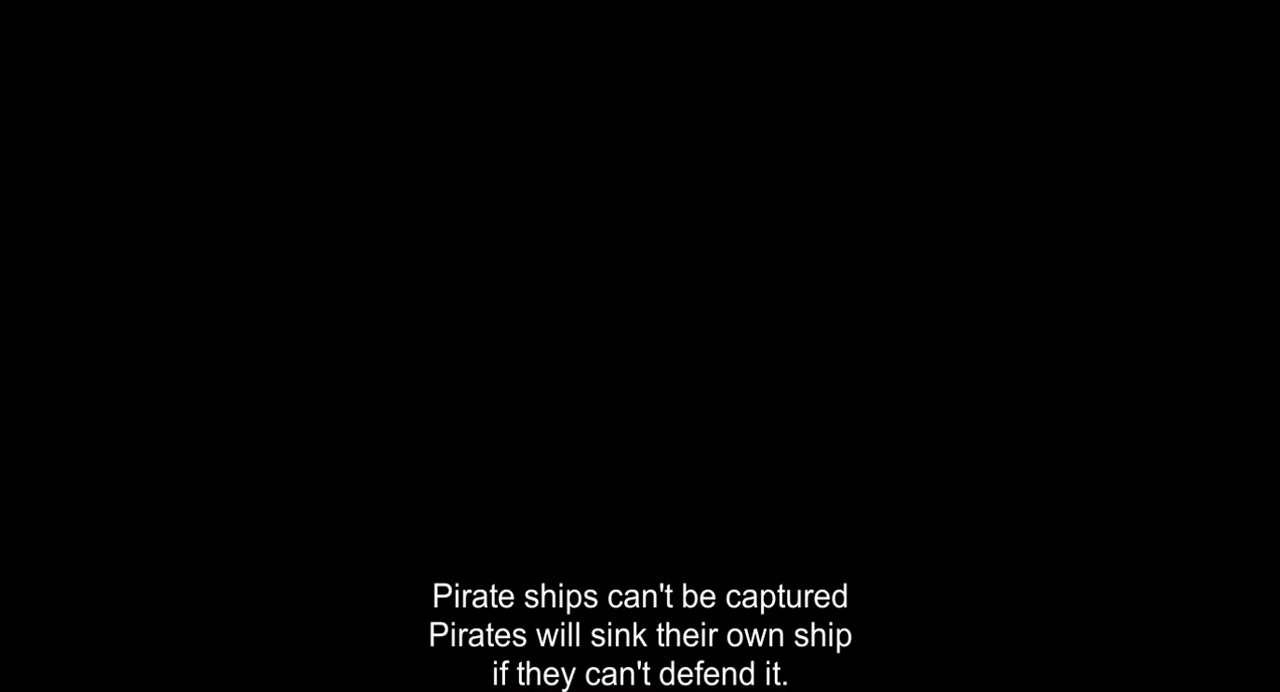 Pirate ships can't be captured
Pirates will sink their own ship
if they can't defend it.